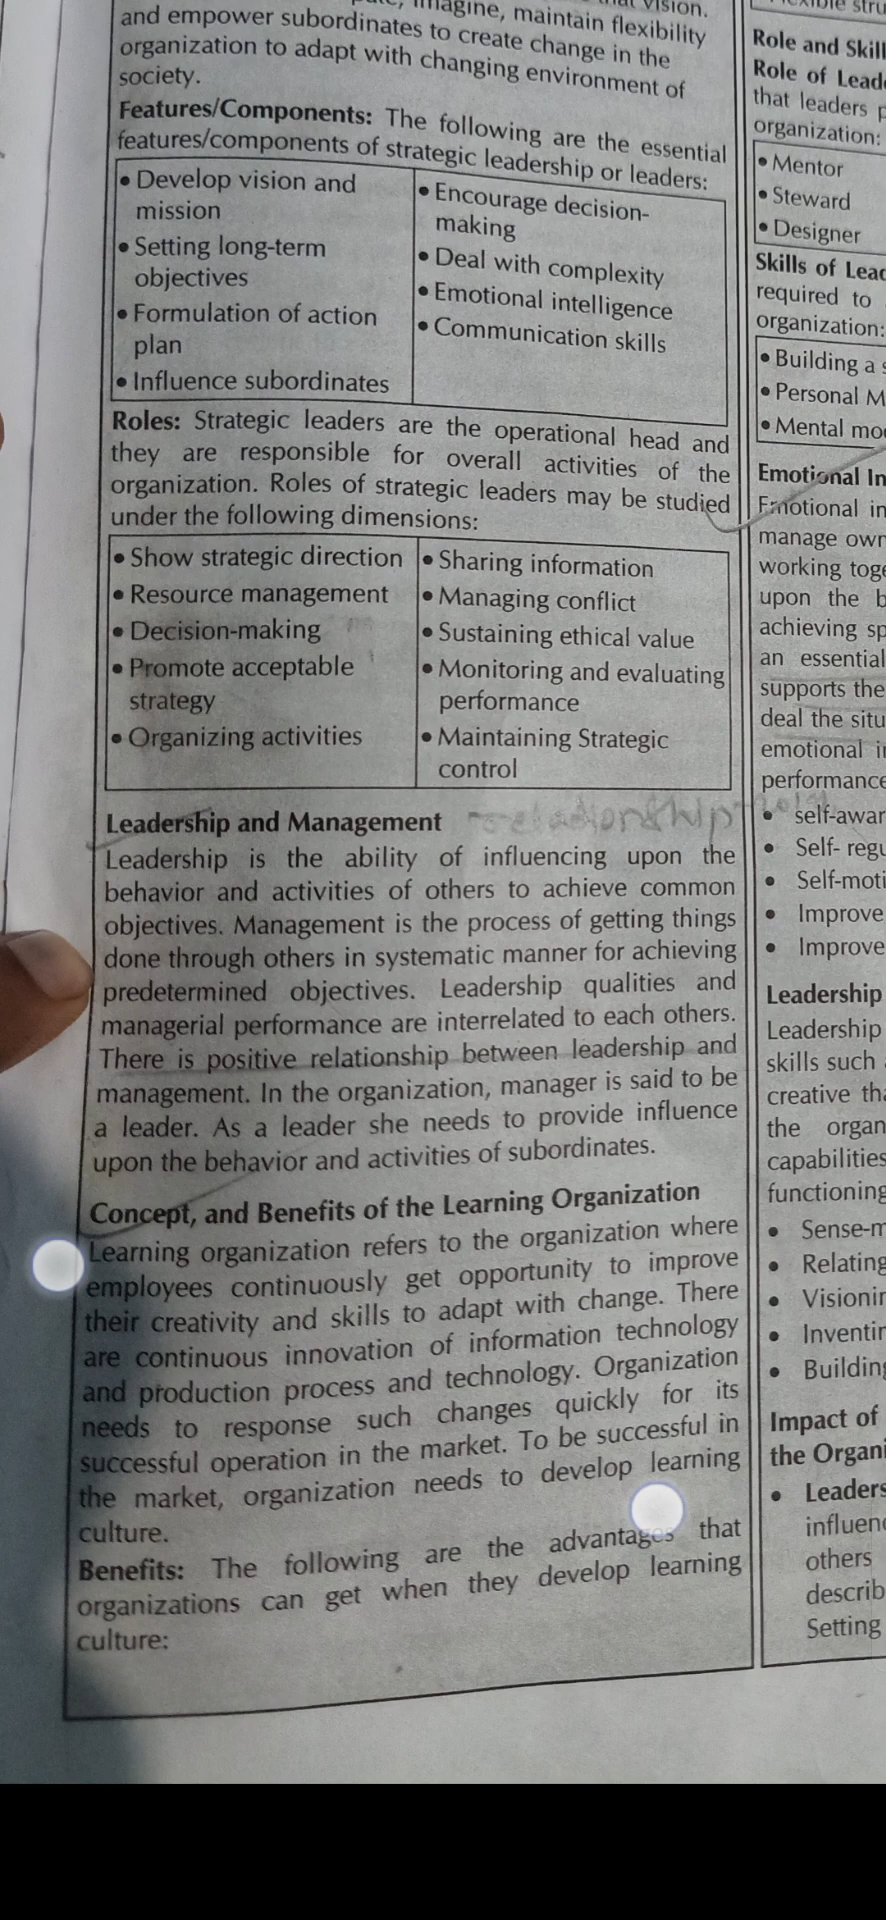 imagine, maintain flexibility
and empower subordinates to create change in the
organization to adapt with changing environment of
society.
Features/Components: The following are the essential
features/components of strategic leadership or leaders:
• Develop vision and
mission
• Setting long-term
objectives
• Formulation of action
plan
• Influence subordinates
• Encourage decision-
making
• Deal with complexity
• Emotional intelligence
• Communication skills
Roles: Strategic leaders are the operational head and
they are responsible for overall activities of the
organization. Roles of strategic leaders may be studied
under the following dimensions:
• Show strategic direction
• Resource management
• Decision-making
• Promote acceptable
strategy
• Organizing activities
• Sharing information
• Managing conflict
• Sustaining ethical value
• Monitoring and evaluating
performance
• Maintaining Strategic
control
Leadership and Management
Leadership is the ability of influencing upon the
behavior and activities of others to achieve common
objectives. Management is the process of getting things
done through others in systematic manner for achieving
predetermined objectives. Leadership qualities and
managerial performance are interrelated to each others.
There is positive relationship between leadership and
management. In the organization, manager is said to be
a leader. As a leader she needs to provide influence
upon the behavior and activities of subordinates.
Concept, and Benefits of the Learning Organization
Learning organization refers to the organization where
employees continuously get opportunity to improve
their creativity and skills to adapt with change. There
are continuous innovation of information technology
and production process and technology. Organization
needs to response such changes quickly for its
successful operation in the market. To be successful in
the market, organization needs to develop learning
culture.
Benefits: The following are the advantages that
organizations can get when they develop learning
culture:
Role and Skill
Role of Lead
that leaders p
organization:
• Mentor
• Steward
• Designer
Skills of Lead
required to
organization:
• Building a s
• Personal M
• Mental mo
Emotional In
Emotional in
manage own
working toge
upon the b
achieving sp
an essential
supports the
deal the situ
emotional i
performance
• self-awar
• Self- regu
• Self-moti
• Improve
• Improve
Leadership
Leadership
skills such
creative th
the organ
capabilities
functioning
• Sense-m
• Relating
• Visionin
• Inventin
• Building
Impact of
the Organi
• Leaders
influenc
others
describ
Setting